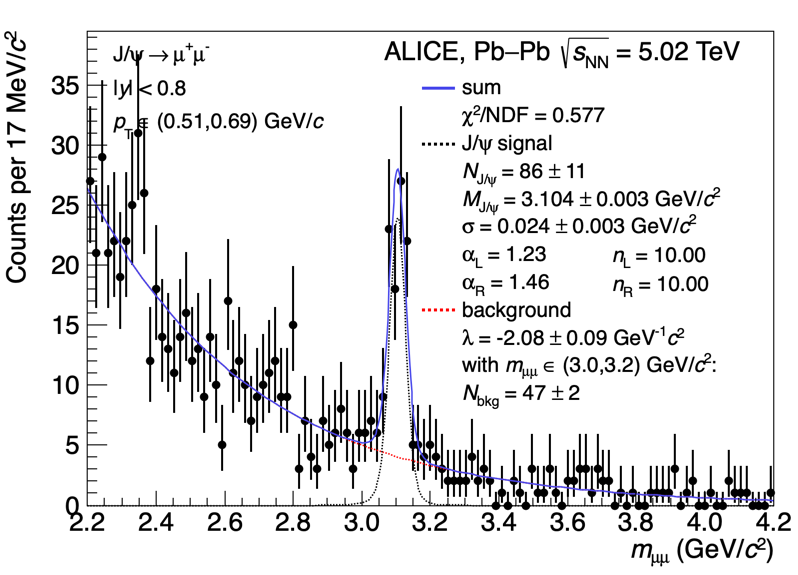 J/ψ → μ⁺μ⁻
|y| < 0.8
p_T ∈ (0.51,0.69) GeV/c
ALICE, Pb–Pb √s_NN = 5.02 TeV
sum
χ²/NDF = 0.577
J/ψ signal
N_J/ψ = 86 ± 11
M_J/ψ = 3.104 ± 0.003 GeV/c²
σ = 0.024 ± 0.003 GeV/c²
α_L = 1.23 n_L = 10.00
α_R = 1.46 n_R = 10.00
background
λ = -2.08 ± 0.09 GeV⁻¹c²
with m_μμ ∈ (3.0,3.2) GeV/c²:
N_bkg = 47 ± 2
Counts per 17 MeV/c²
35
30
25
20
15
10
5
0
2.2 2.4 2.6 2.8 3.0 3.2 3.4 3.6 3.8 4.0 4.2
m_μμ (GeV/c²)